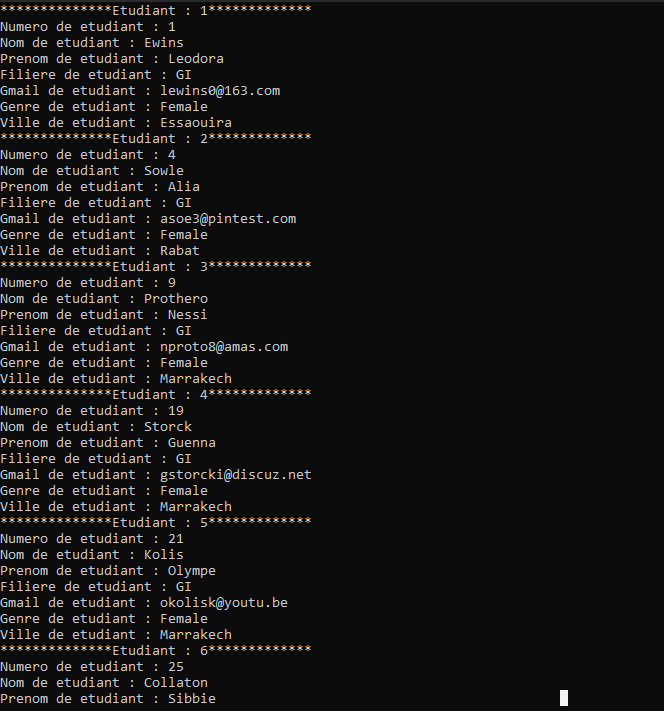 **************Etudiant : 1*************
Numero de etudiant : 1
Nom de etudiant : Ewins
Prenom de etudiant : Leodora
Filiere de etudiant : GI
Gmail de etudiant : lewins0@163.com
Genre de etudiant : Female
Ville de etudiant : Essaouira
**************Etudiant : 2*************
Numero de etudiant : 4
Nom de etudiant : Sowle
Prenom de etudiant : Alia
Filiere de etudiant : GI
Gmail de etudiant : asoe3@pintest.com
Genre de etudiant : Female
Ville de etudiant : Rabat
**************Etudiant : 3*************
Numero de etudiant : 9
Nom de etudiant : Prothero
Prenom de etudiant : Nessi
Filiere de etudiant : GI
Gmail de etudiant : nproto8@amas.com
Genre de etudiant : Female
Ville de etudiant : Marrakech
**************Etudiant : 4*************
Numero de etudiant : 19
Nom de etudiant : Storck
Prenom de etudiant : Guenna
Filiere de etudiant : GI
Gmail de etudiant : gstorcki@discuz.net
Genre de etudiant : Female
Ville de etudiant : Marrakech
**************Etudiant : 5*************
Numero de etudiant : 21
Nom de etudiant : Kolis
Prenom de etudiant : Olympe
Filiere de etudiant : GI
Gmail de etudiant : okolisk@youtu.be
Genre de etudiant : Female
Ville de etudiant : Marrakech
**************Etudiant : 6*************
Numero de etudiant : 25
Nom de etudiant : Collaton
Prenom de etudiant : Sibbie